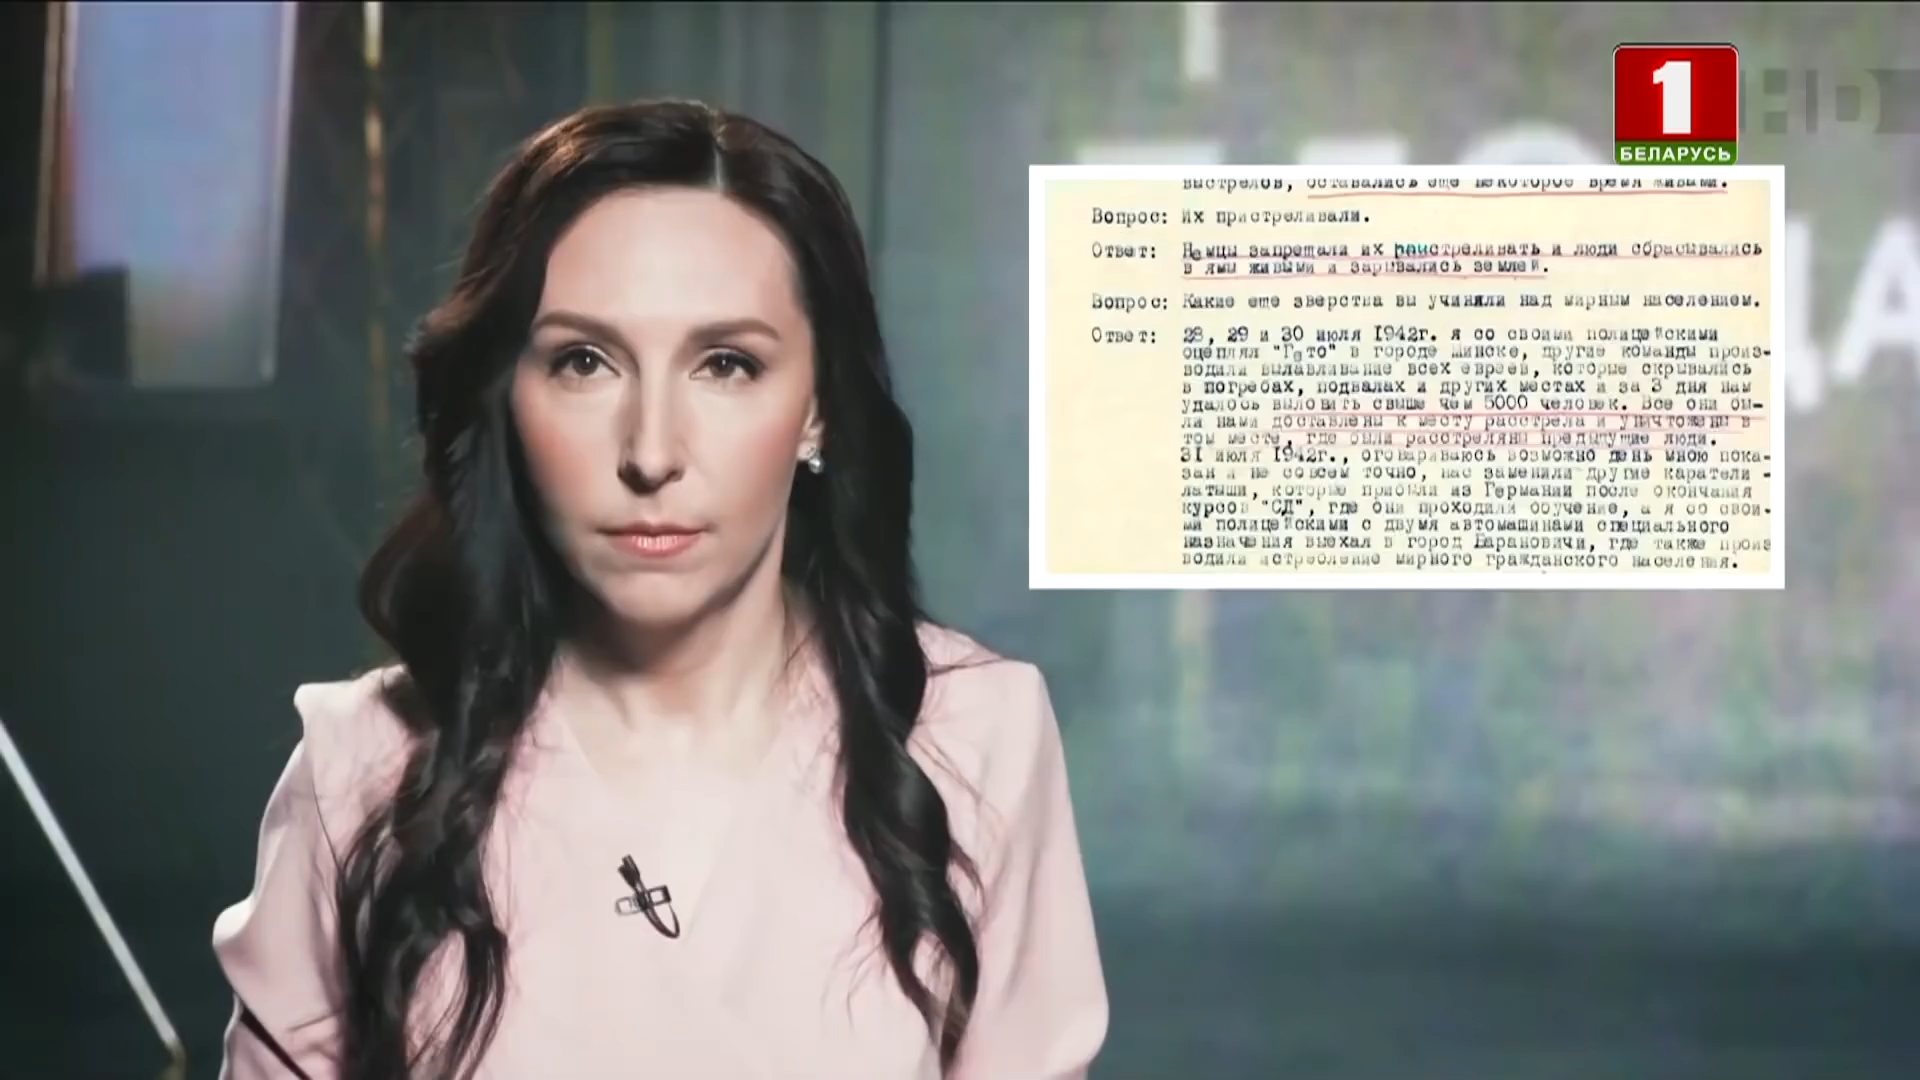 1
HD
БЕЛАРУСЬ
выстрелов, оставались еще некоторое время живыми.
Вопрос: Их пристреливали.
Ответ: Немцы запрещали их пристреливать и люди сбрасывались
в ямы живыми и зарывались землей.
Вопрос: Какие еще зверства вы учиняли над мирным населением.
Ответ: 28, 29 и 30 июля 1942г. я со своими полицейскими
оцеплял "Гето" в городе Минске, другие команды произ-
водили вылавливание всех евреев, которые скрывались
в погребах, подвалах и других местах и за 3 дня нам
удалось выловить свыше чем 5000 человек. Все они бы-
ли нами доставлены к месту расстрела и уничтожены в
том месте, где были расстреляны предыдущие люди.
31 июля 1942г., оговариваюсь возможно день мною пока-
зан и не совсем точно, нас заменили другие каратели -
латыши, которые прибыли из Германии после окончания
курсов "СД", где они проходили обучение, а я со свои-
ми полицейскими с двумя автомашинами специального
назначения выехал в город Барановичи, где также произ
водили истребление мирного гражданского населения.